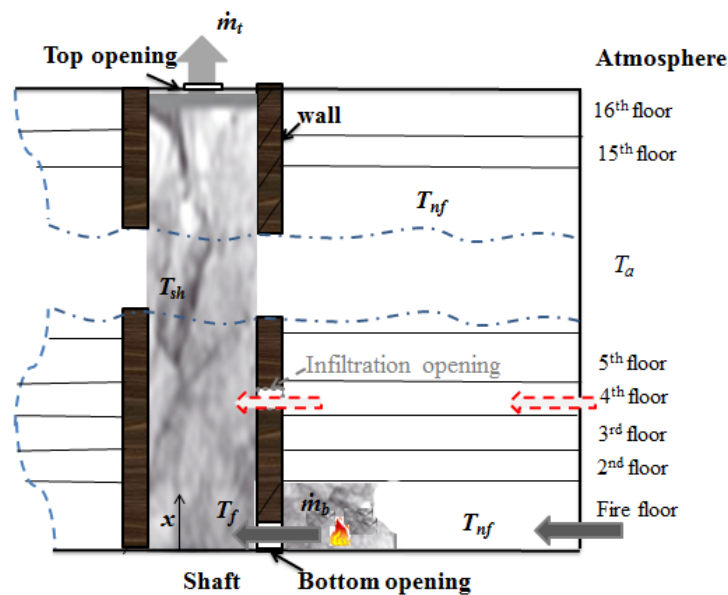 ṁt
Top opening
Atmosphere
16th floor
wall
15th floor
Tnf
Ta
Tsh
Infiltration opening
5th floor
4th floor
3rd floor
2nd floor
ṁb
Fire floor
x
Tf
Tnf
Shaft
Bottom opening